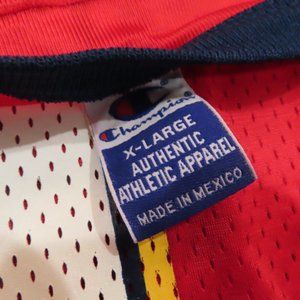 Champion
X-LARGE
AUTHENTIC
ATHLETIC APPAREL
MADE IN MEXICO